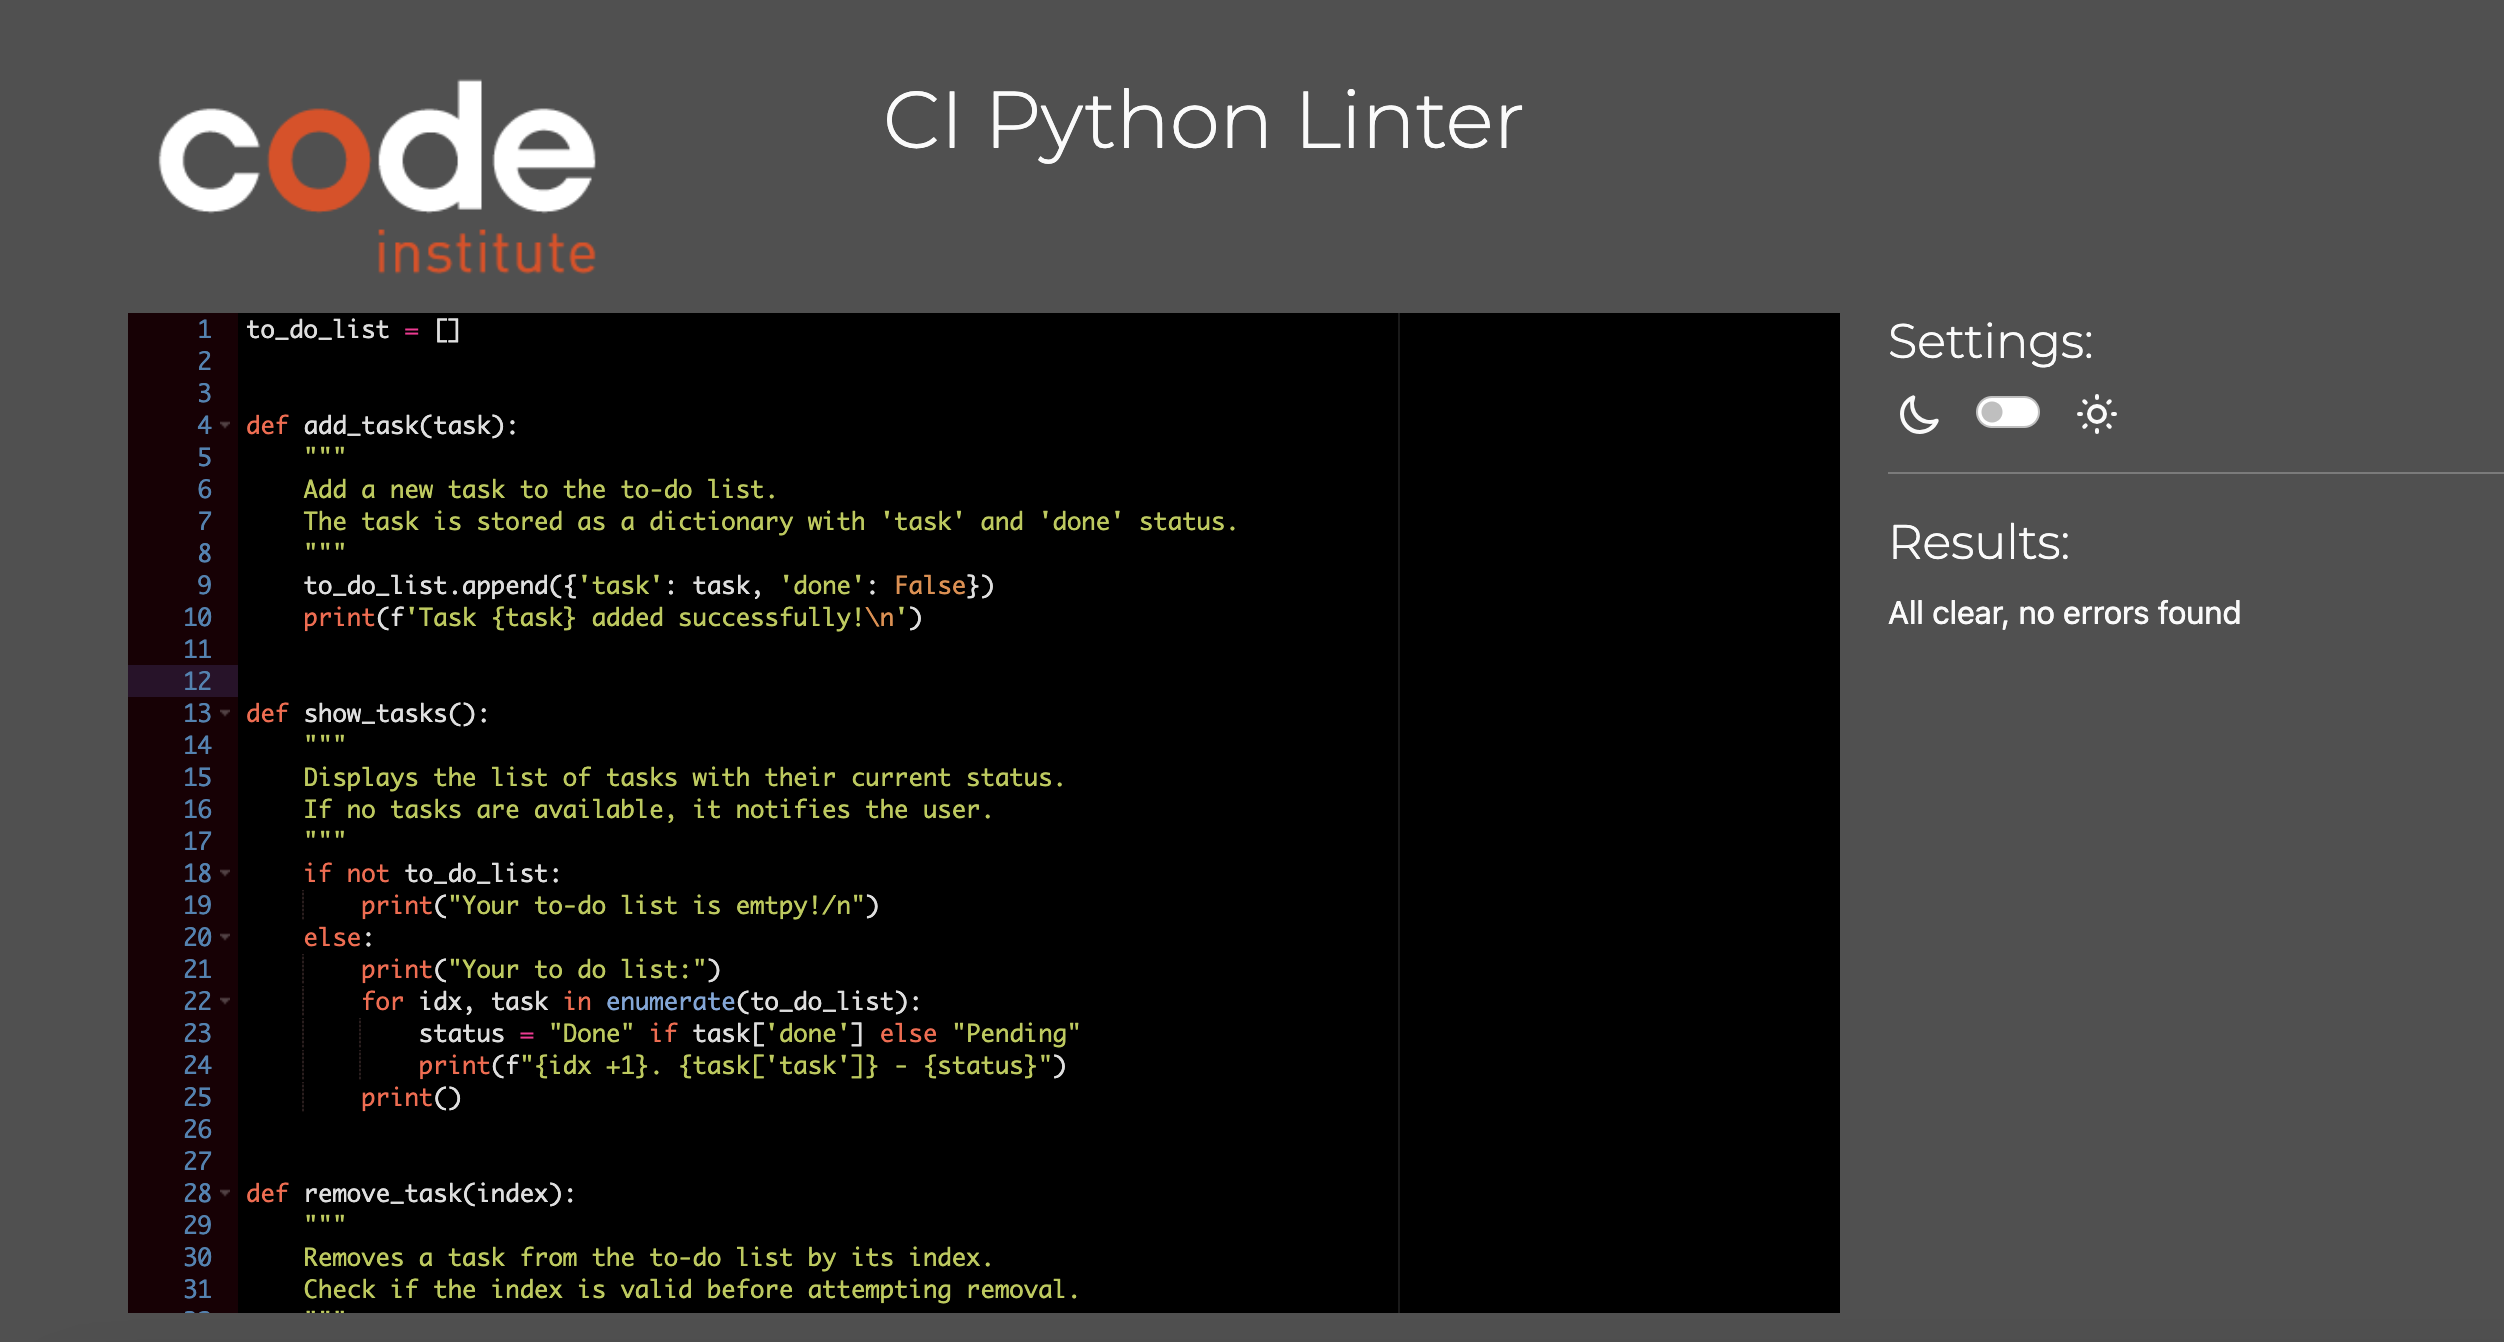 code
institute
CI Python Linter
1 to_do_list = []
2
3
4 def add_task(task):
5     """
6     Add a new task to the to-do list.
7     The task is stored as a dictionary with 'task' and 'done' status.
8     """
9     to_do_list.append({'task': task, 'done': False})
10     print(f'Task {task} added successfully!\n')
11
12
13 def show_tasks():
14     """
15     Displays the list of tasks with their current status.
16     If no tasks are available, it notifies the user.
17     """
18     if not to_do_list:
19         print("Your to-do list is emtpy!/n")
20     else:
21         print("Your to do list:")
22         for idx, task in enumerate(to_do_list):
23             status = "Done" if task['done'] else "Pending"
24             print(f"{idx +1}. {task['task']} - {status}")
25         print()
26
27
28 def remove_task(index):
29     """
30     Removes a task from the to-do list by its index.
31     Check if the index is valid before attempting removal.
"""
Settings:
Results:
All clear, no errors found